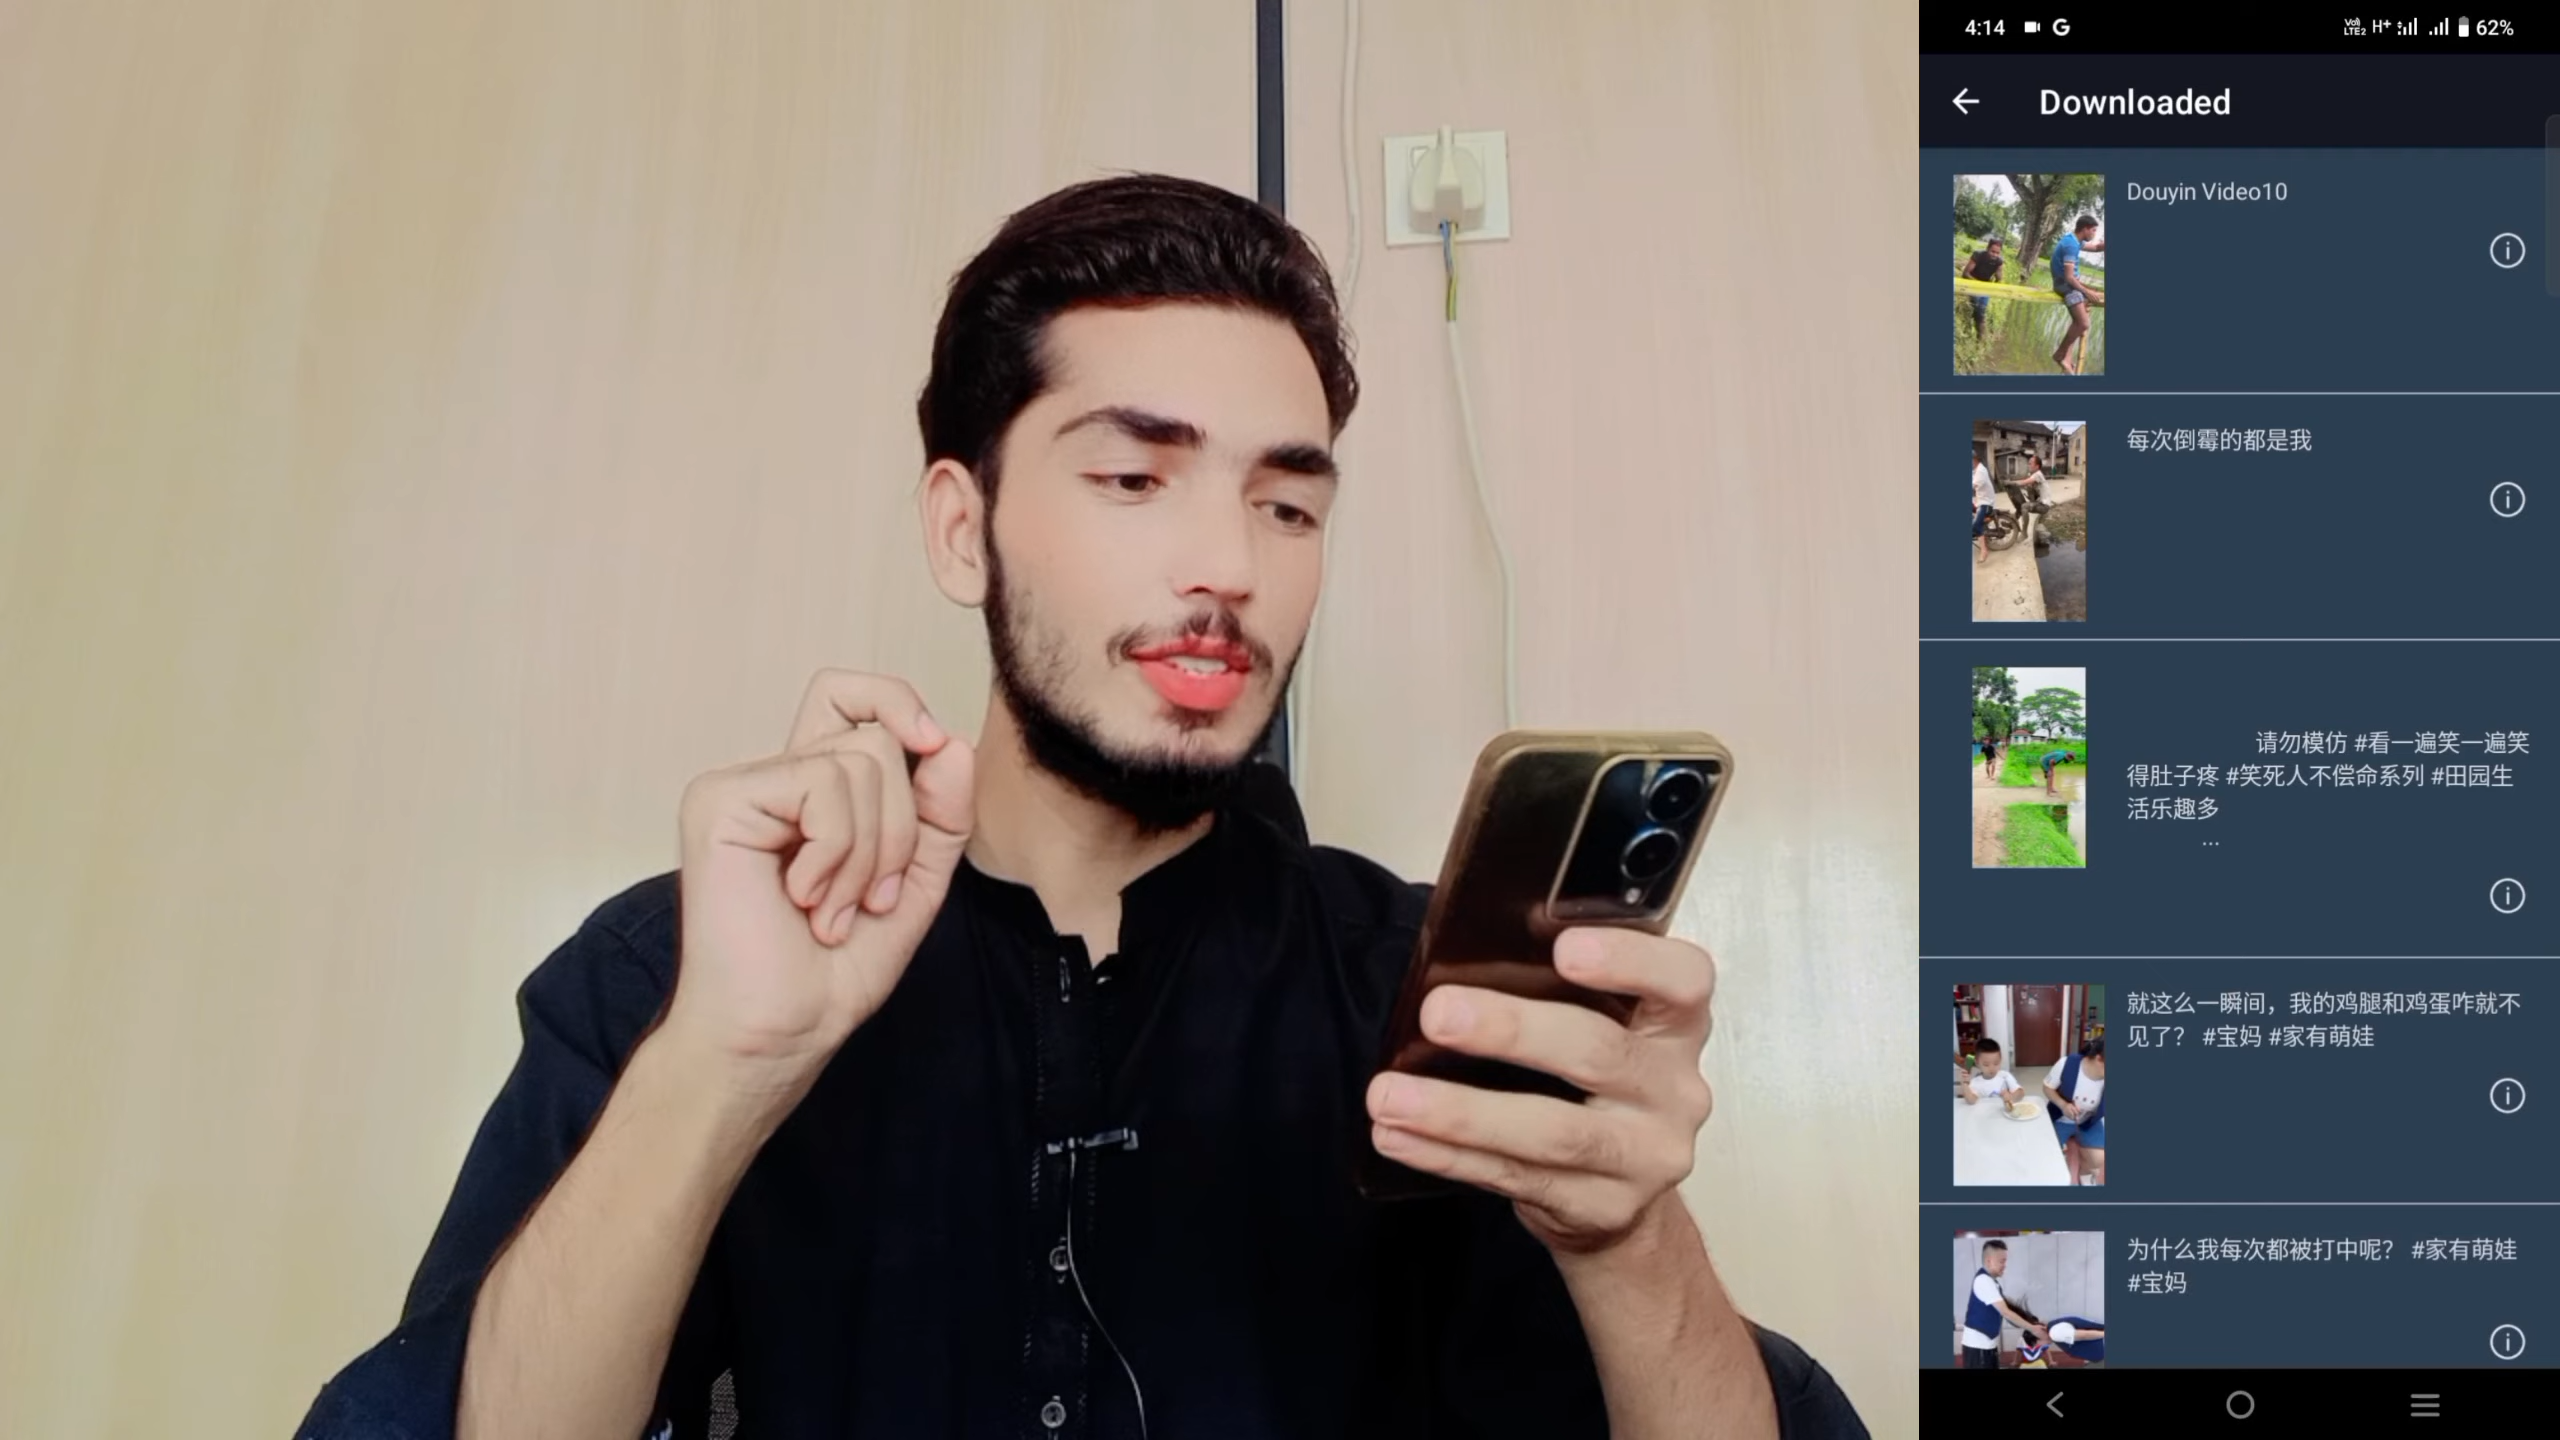 4:14 G VoI) LTE2 H+ 62%
Downloaded
Douyin Video10
每次倒霉的都是我
请勿模仿 #看一遍笑一遍笑
得肚子疼 #笑死人不偿命系列 #田园生
活乐趣多
...
就这么一瞬间，我的鸡腿和鸡蛋咋就不
见了？ #宝妈 #家有萌娃
为什么我每次都被打中呢？ #家有萌娃
#宝妈